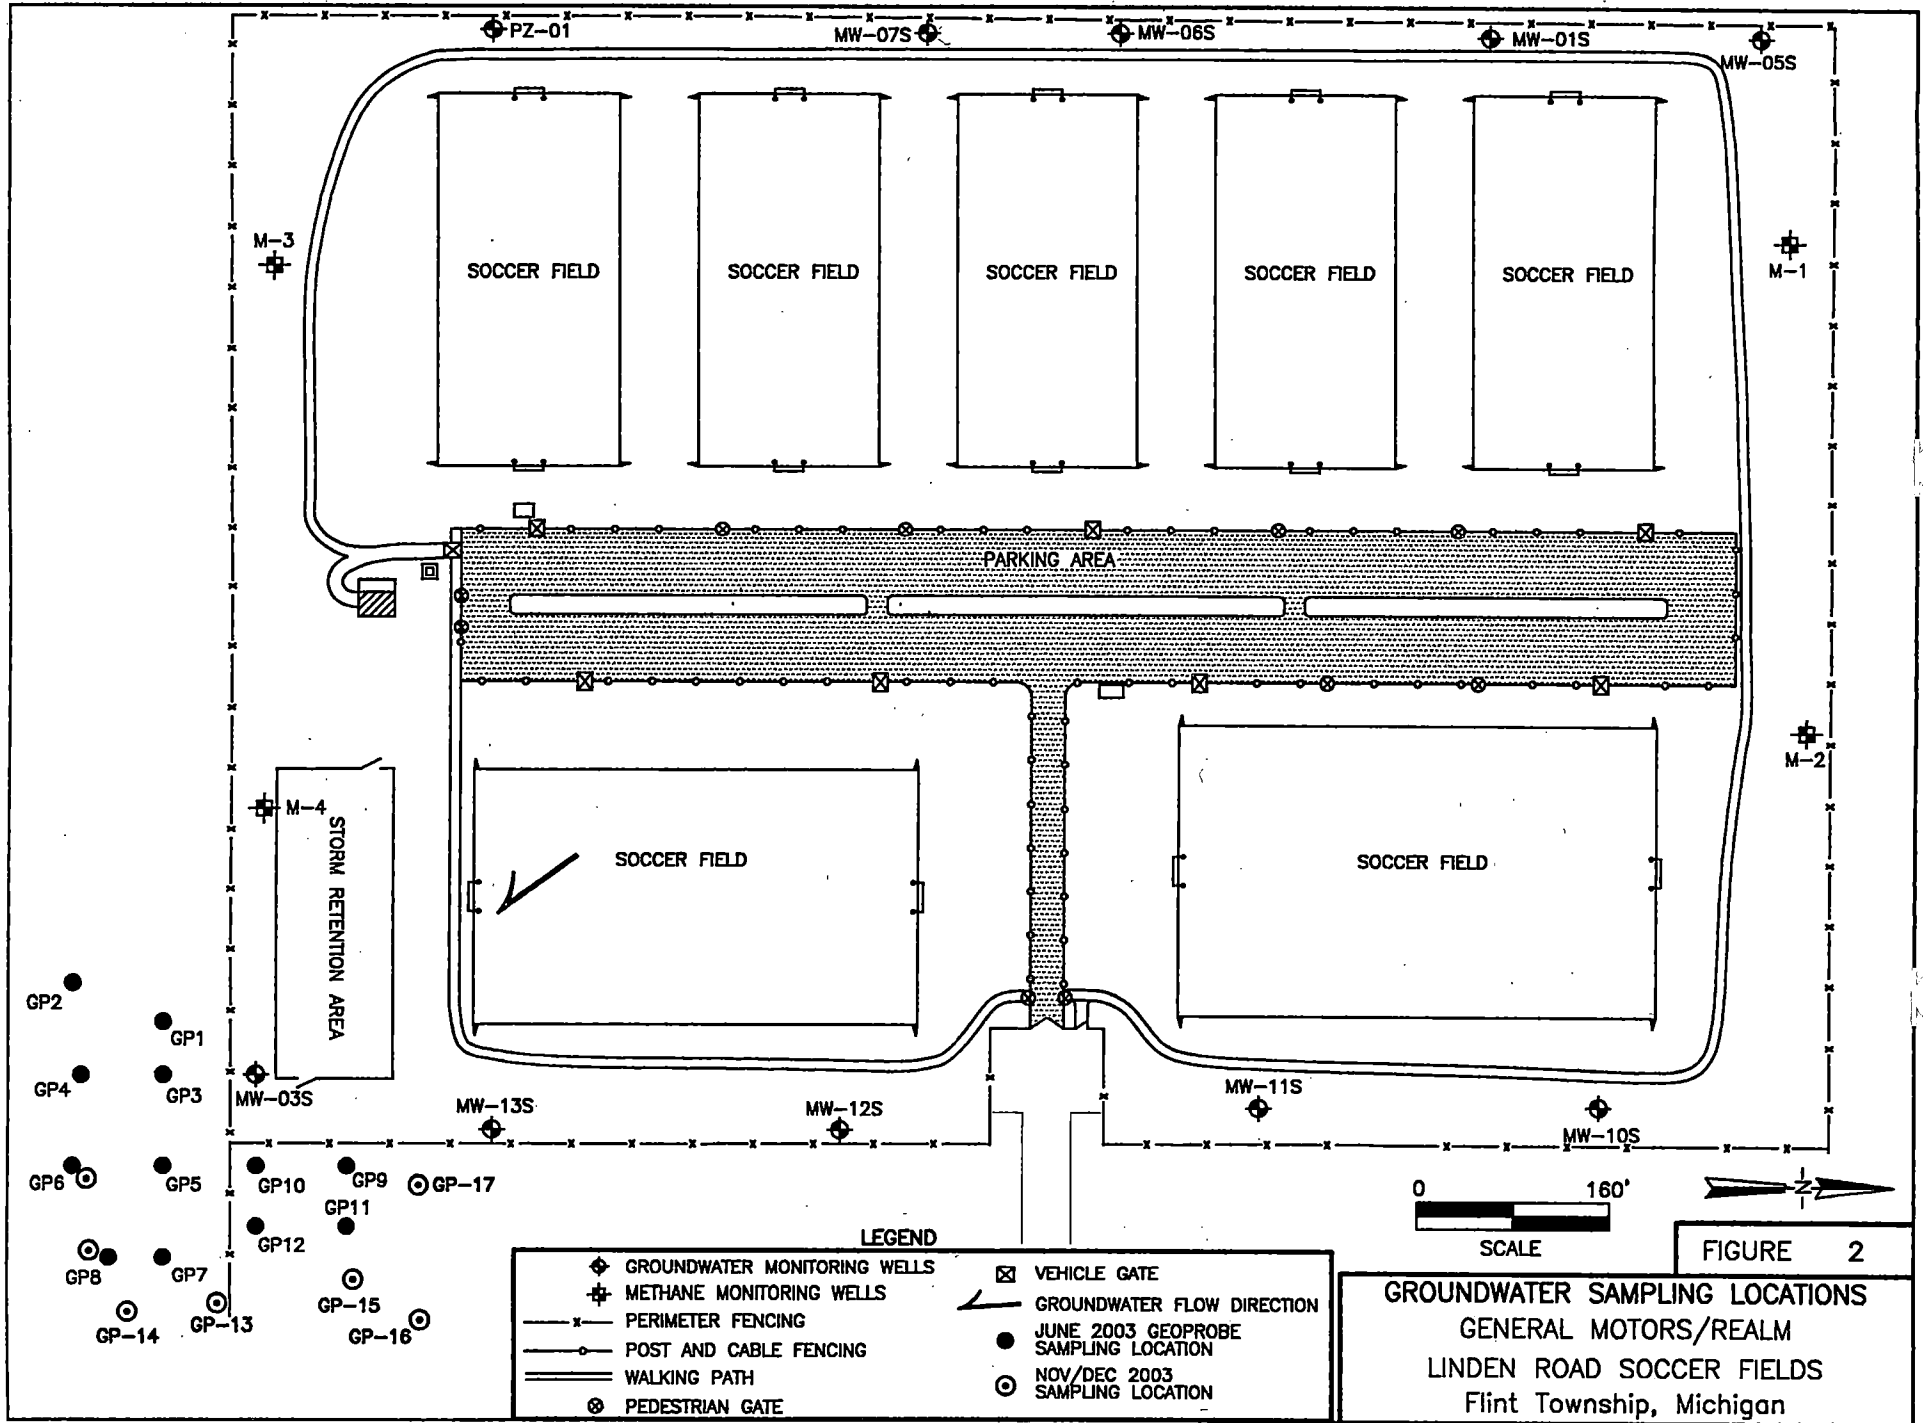 PZ-01
MW-07S
MW-06S
MW-01S
MW-05S
M-3
M-1
SOCCER FIELD
SOCCER FIELD
SOCCER FIELD
SOCCER FIELD
SOCCER FIELD
PARKING AREA
M-2
M-4
STORM RETENTION AREA
SOCCER FIELD
SOCCER FIELD
GP2
GP1
GP4
GP3
MW-03S
MW-13S
MW-12S
MW-11S
MW-10S
GP6
GP5
GP10
GP9
GP-17
GP11
GP12
GP8
GP7
GP-15
GP-14
GP-13
GP-16
0 160'
SCALE
N
FIGURE 2
LEGEND
GROUNDWATER MONITORING WELLS
METHANE MONITORING WELLS
PERIMETER FENCING
POST AND CABLE FENCING
WALKING PATH
PEDESTRIAN GATE
VEHICLE GATE
GROUNDWATER FLOW DIRECTION
JUNE 2003 GEOPROBE
SAMPLING LOCATION
NOV/DEC 2003
SAMPLING LOCATION
GROUNDWATER SAMPLING LOCATIONS
GENERAL MOTORS/REALM
LINDEN ROAD SOCCER FIELDS
Flint Township, Michigan